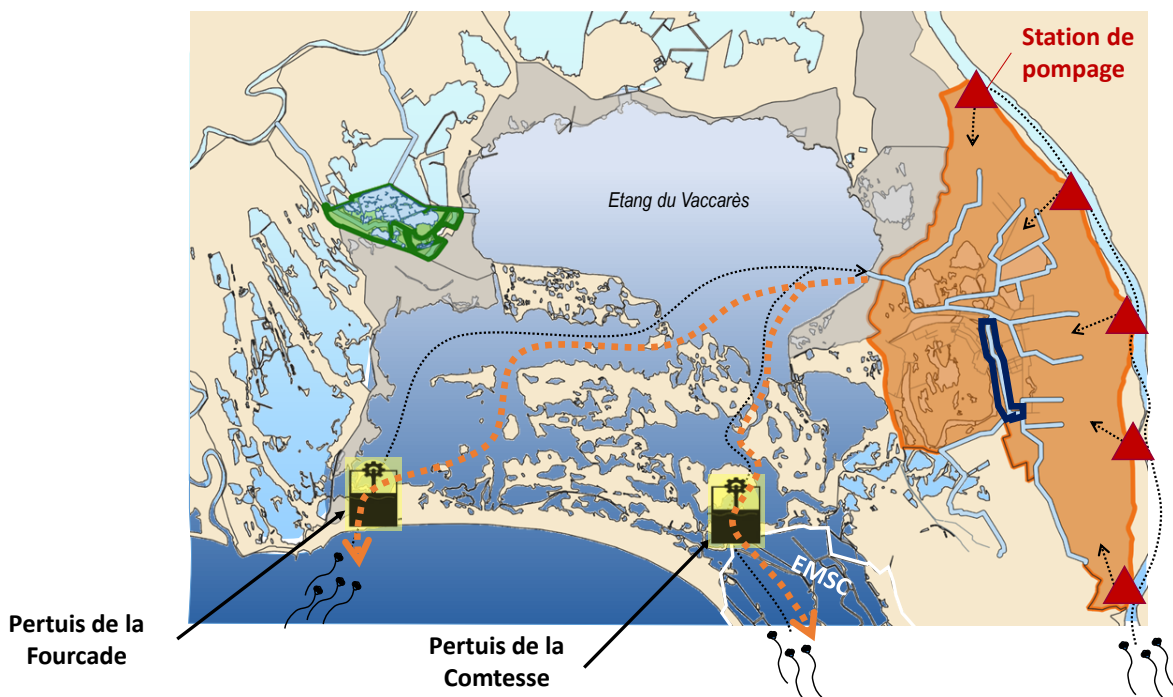 Station de
pompage
Etang du Vaccarès
EMSC
Pertuis de la
Fourcade
Pertuis de la
Comtesse